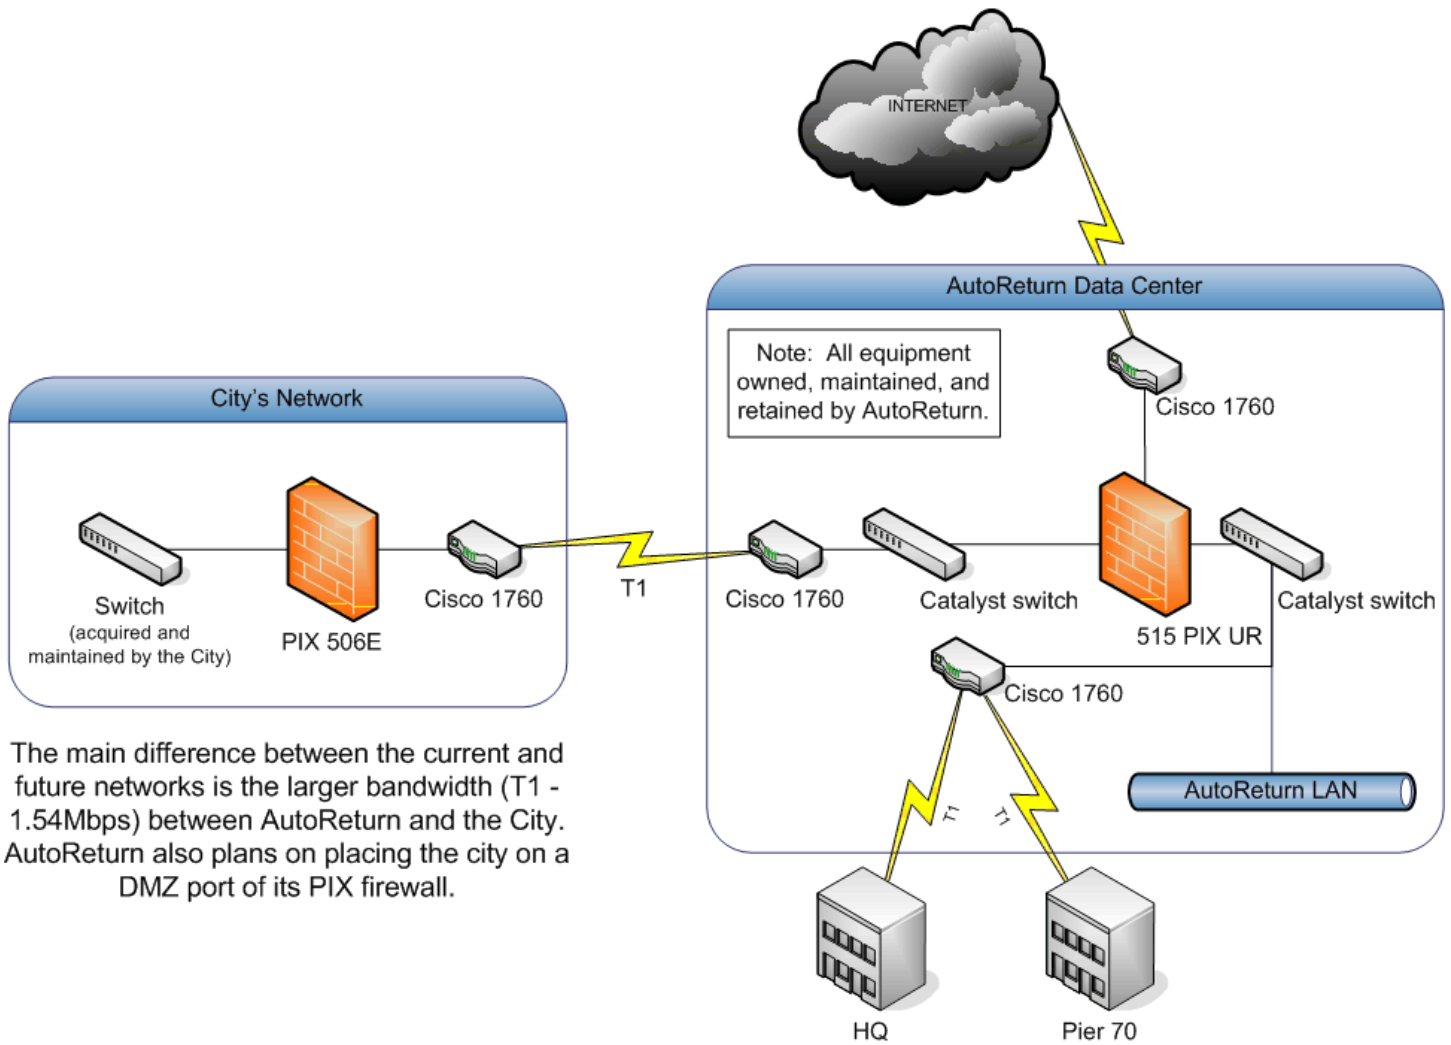 INTERNET
AutoReturn Data Center
Note:  All equipment
owned, maintained, and
retained by AutoReturn.
Cisco 1760
City's Network
Switch
(acquired and
maintained by the City)
PIX 506E
Cisco 1760
T1
Cisco 1760
Catalyst switch
515 PIX UR
Catalyst switch
Cisco 1760
The main difference between the current and
future networks is the larger bandwidth (T1 -
1.54Mbps) between AutoReturn and the City.
AutoReturn also plans on placing the city on a
DMZ port of its PIX firewall.
T1
T1
AutoReturn LAN
HQ
Pier 70